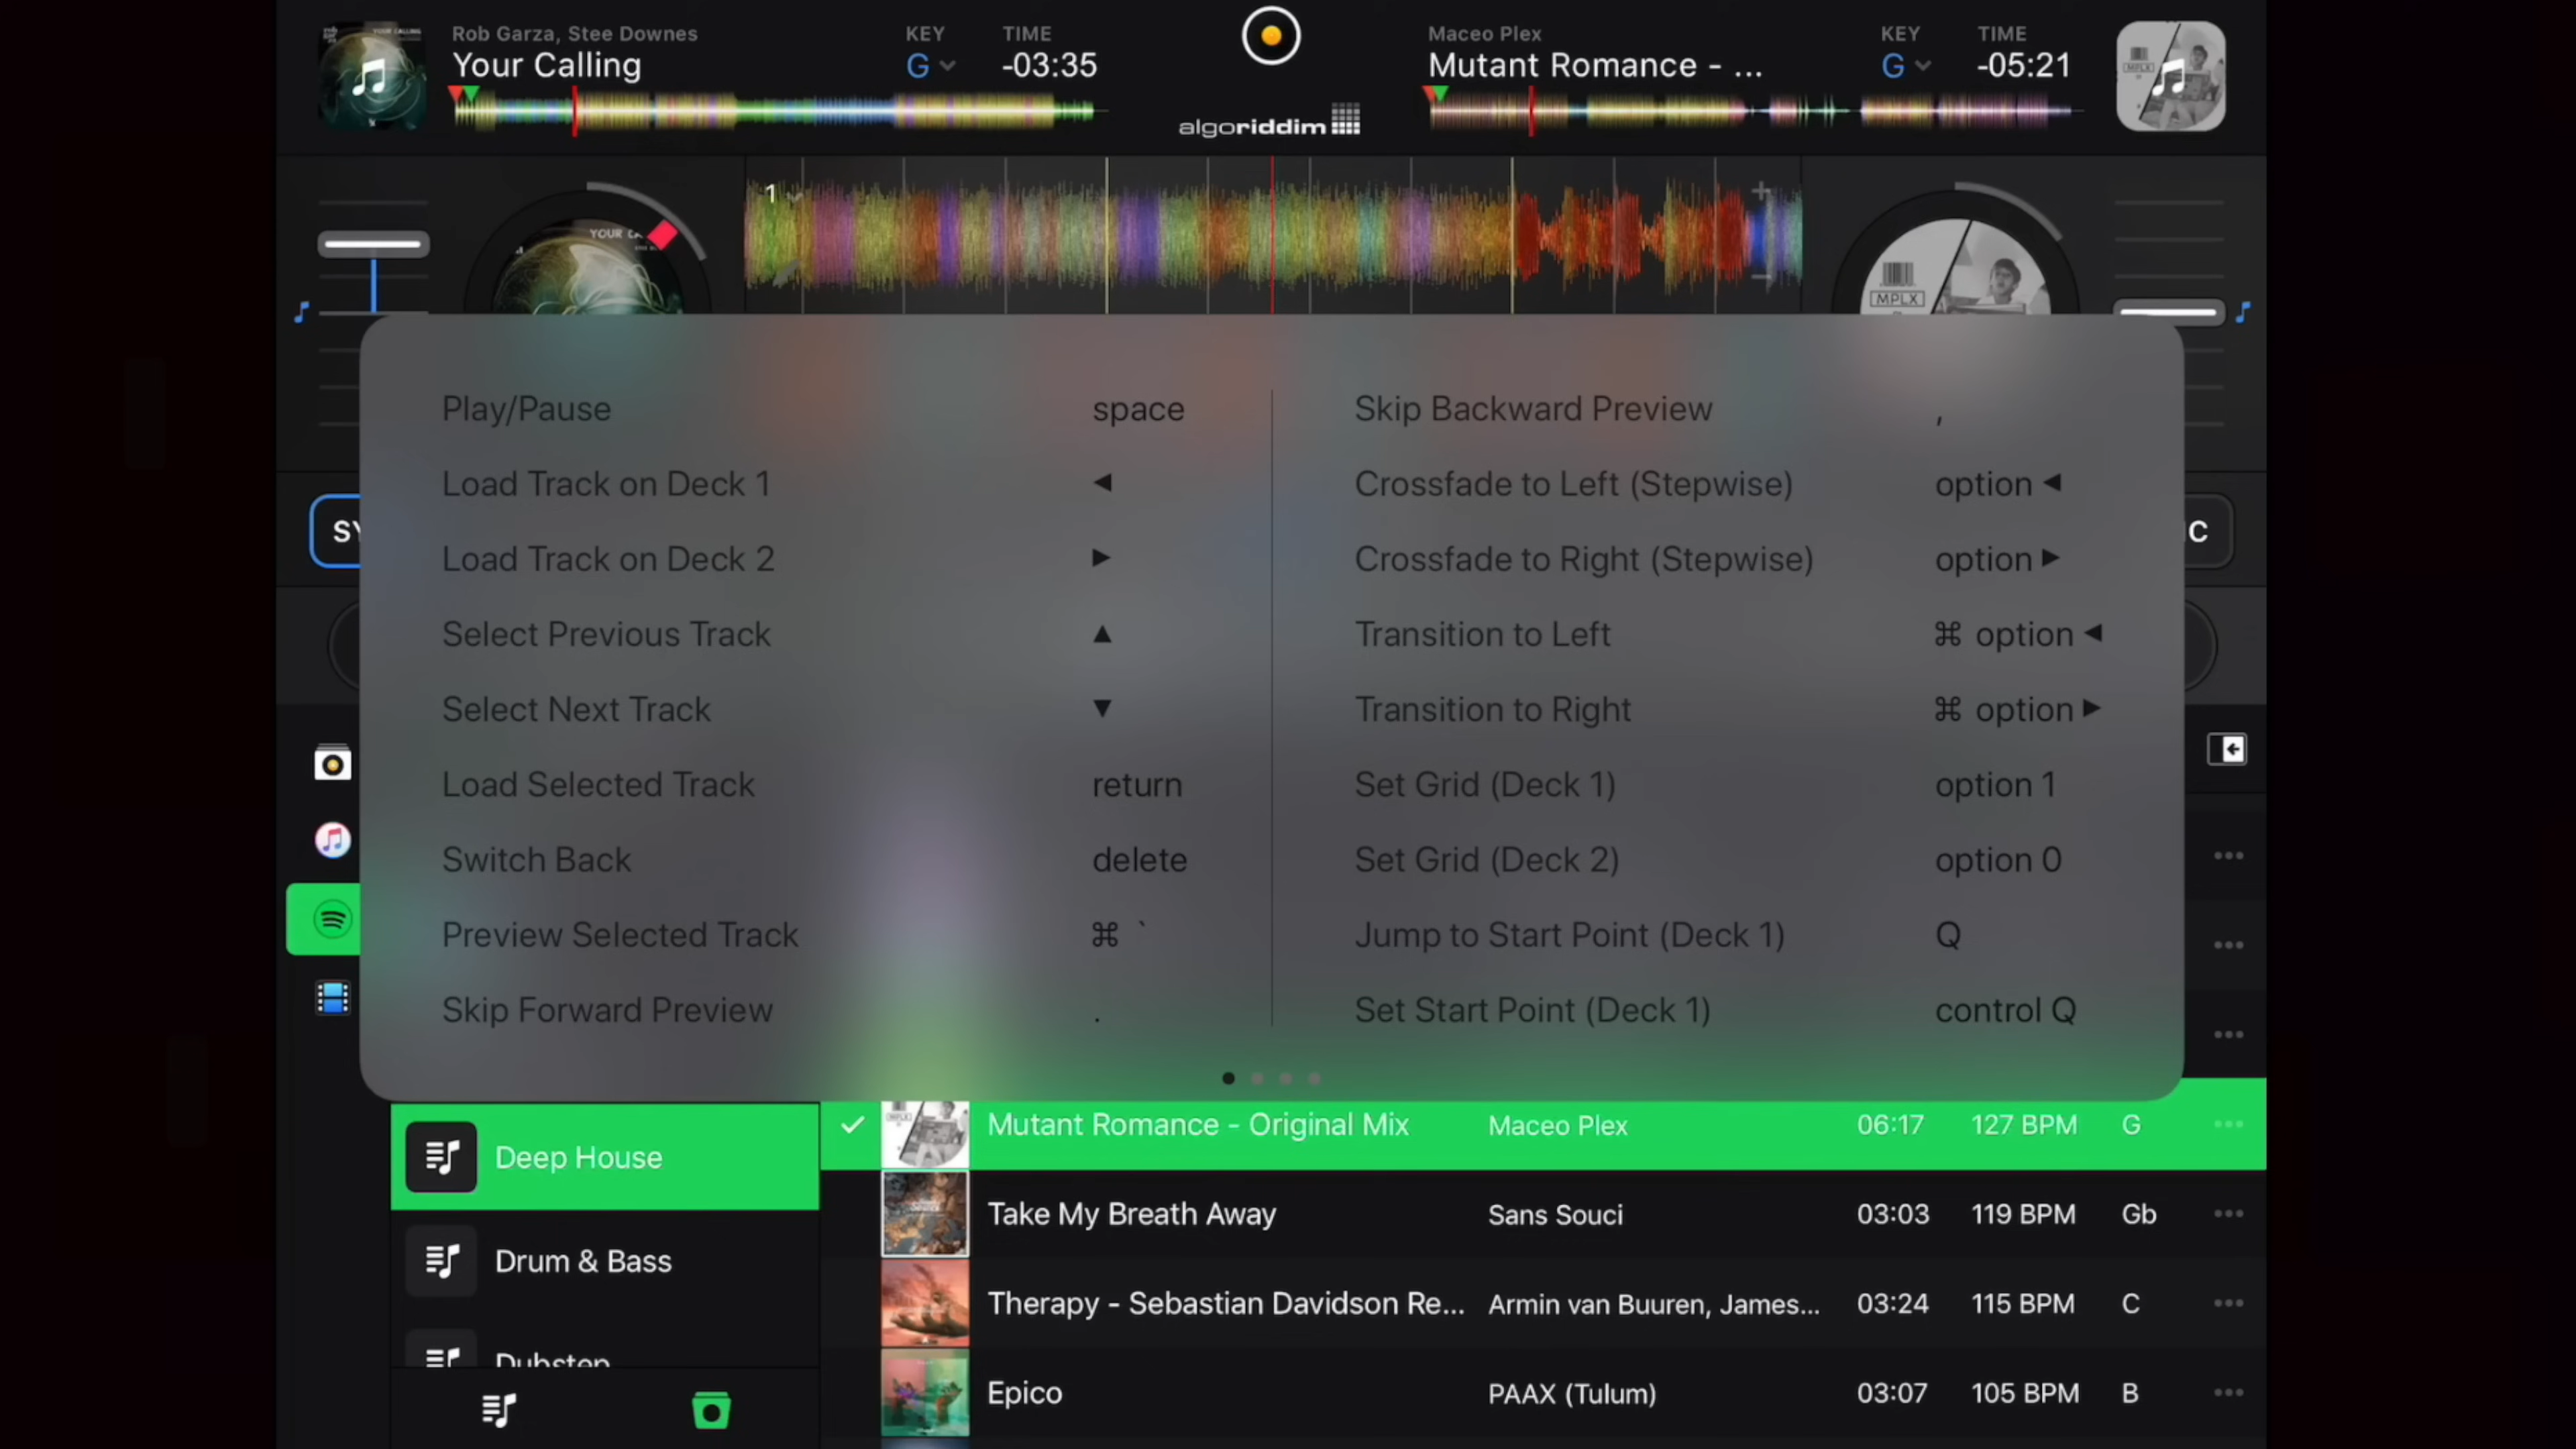 Rob Garza, Stee Downes
Your Calling
KEY
G
TIME
-03:35
algoriddim
Maceo Plex
Mutant Romance - ...
KEY
G
TIME
-05:21
1
MPLX
Play/Pause space
Load Track on Deck 1 ◀
Load Track on Deck 2 ▶
Select Previous Track ▲
Select Next Track ▼
Load Selected Track return
Switch Back delete
Preview Selected Track ⌘ `
Skip Forward Preview .
Skip Backward Preview ,
Crossfade to Left (Stepwise) option ◀
Crossfade to Right (Stepwise) option ▶
Transition to Left ⌘ option ◀
Transition to Right ⌘ option ▶
Set Grid (Deck 1) option 1
Set Grid (Deck 2) option 0
Jump to Start Point (Deck 1) Q
Set Start Point (Deck 1) control Q
Deep House
Drum & Bass
Dubstep
Mutant Romance - Original Mix Maceo Plex 06:17 127 BPM G
Take My Breath Away Sans Souci 03:03 119 BPM Gb
Therapy - Sebastian Davidson Re... Armin van Buuren, James... 03:24 115 BPM C
Epico PAAX (Tulum) 03:07 105 BPM B